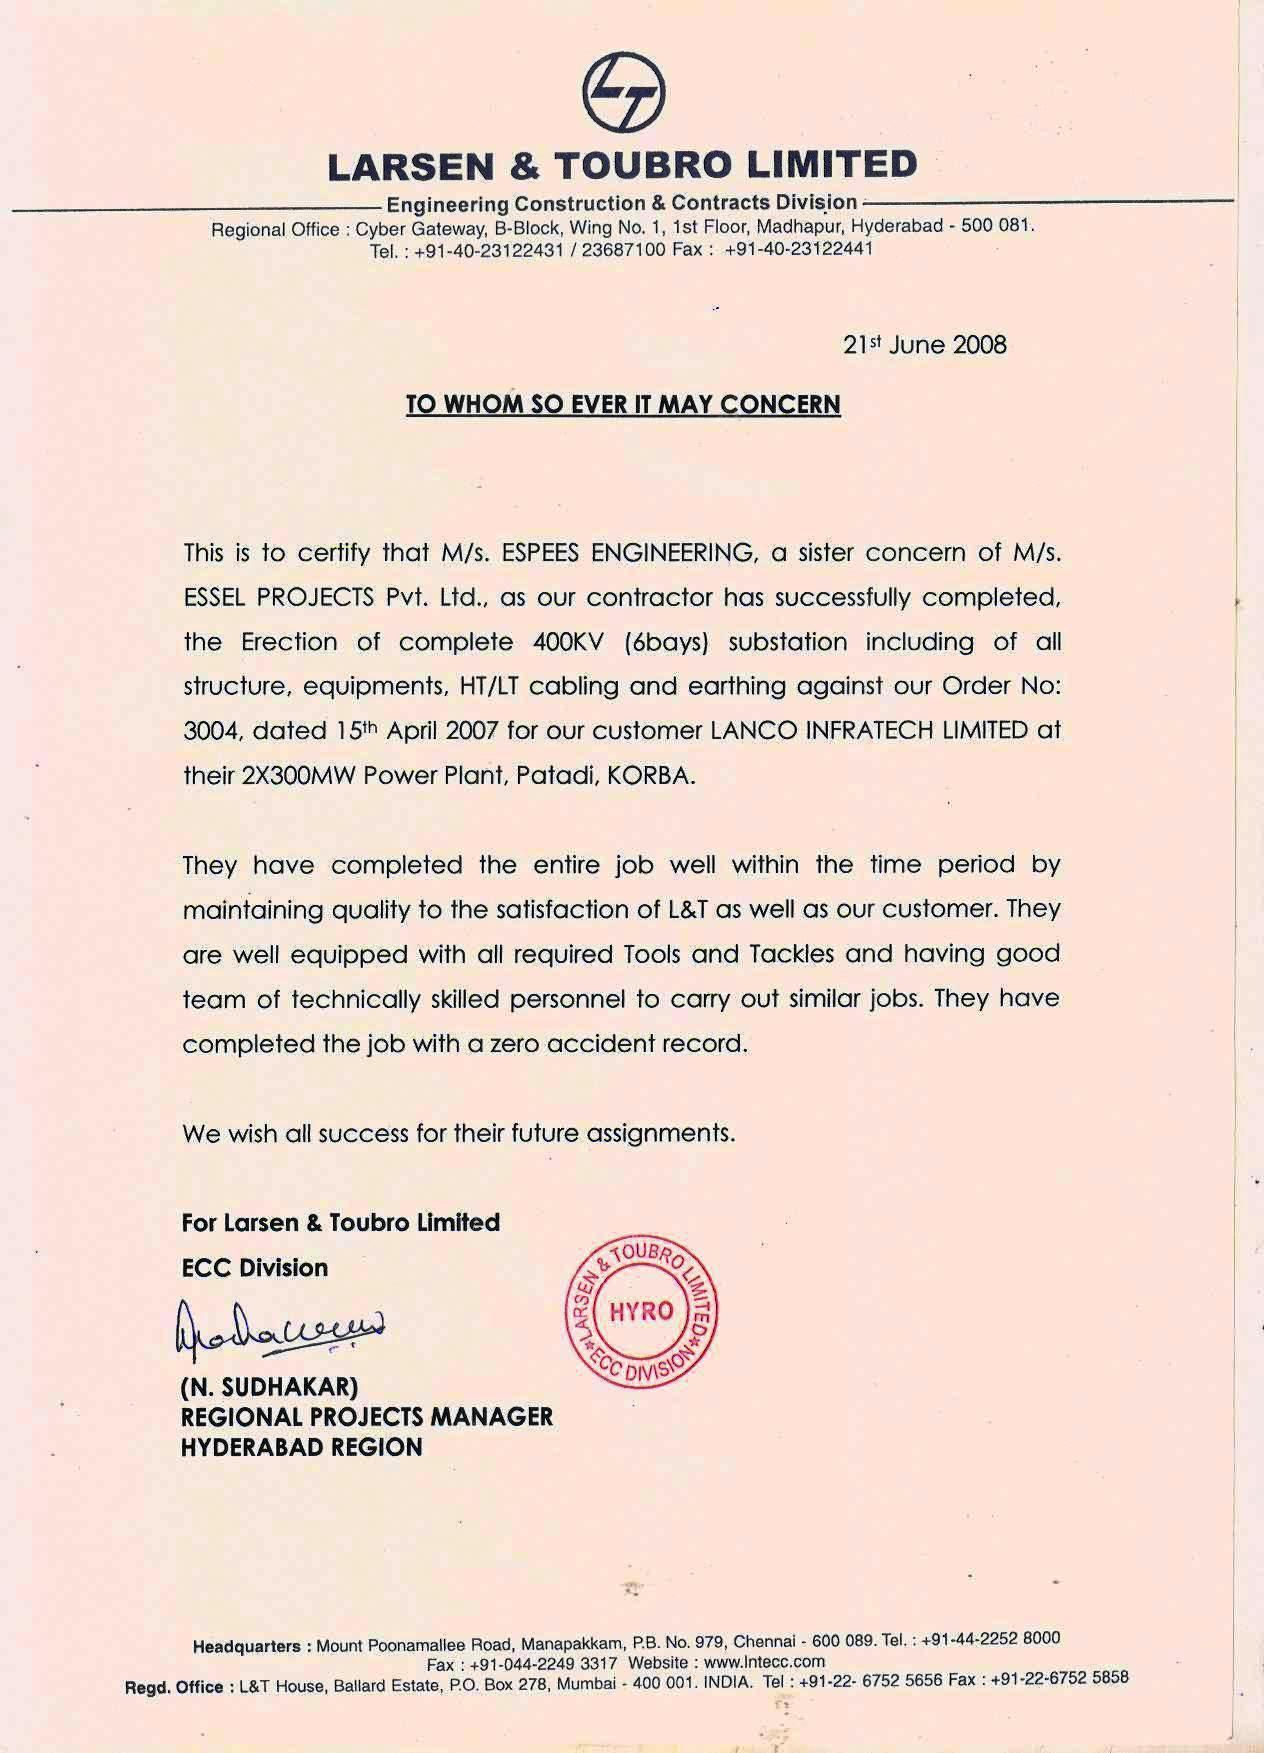 LT
LARSEN & TOUBRO LIMITED
Engineering Construction & Contracts Division
Regional Office : Cyber Gateway, B-Block, Wing No. 1, 1st Floor, Madhapur, Hyderabad - 500 081.
Tel. : +91-40-23122431 / 23687100 Fax : +91-40-23122441
21st June 2008
TO WHOM SO EVER IT MAY CONCERN
This is to certify that M/s. ESPEES ENGINEERING, a sister concern of M/s.
ESSEL PROJECTS Pvt. Ltd., as our contractor has successfully completed,
the Erection of complete 400KV (6bays) substation including of all
structure, equipments, HT/LT cabling and earthing against our Order No:
3004, dated 15th April 2007 for our customer LANCO INFRATECH LIMITED at
their 2X300MW Power Plant, Patadi, KORBA.
They have completed the entire job well within the time period by
maintaining quality to the satisfaction of L&T as well as our customer. They
are well equipped with all required Tools and Tackles and having good
team of technically skilled personnel to carry out similar jobs. They have
completed the job with a zero accident record.
We wish all success for their future assignments.
For Larsen & Toubro Limited
ECC Division
LARSEN & TOUBRO LIMITED
HYRO
ECC DIVISION
(N. SUDHAKAR)
REGIONAL PROJECTS MANAGER
HYDERABAD REGION
Headquarters : Mount Poonamallee Road, Manapakkam, P.B. No. 979, Chennai - 600 089. Tel. : +91-44-2252 8000
Fax : +91-044-2249 3317 Website : www.lntecc.com
Regd. Office : L&T House, Ballard Estate, P.O. Box 278, Mumbai - 400 001. INDIA. Tel : +91-22- 6752 5656 Fax : +91-22-6752 5858